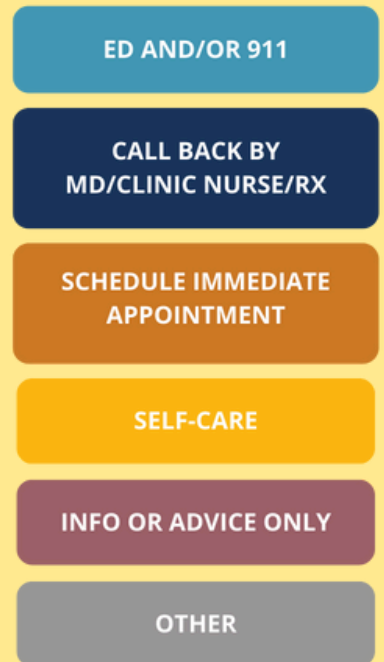 ED AND/OR 911
CALL BACK BY
MD/CLINIC NURSE/RX
SCHEDULE IMMEDIATE
APPOINTMENT
SELF-CARE
INFO OR ADVICE ONLY
OTHER